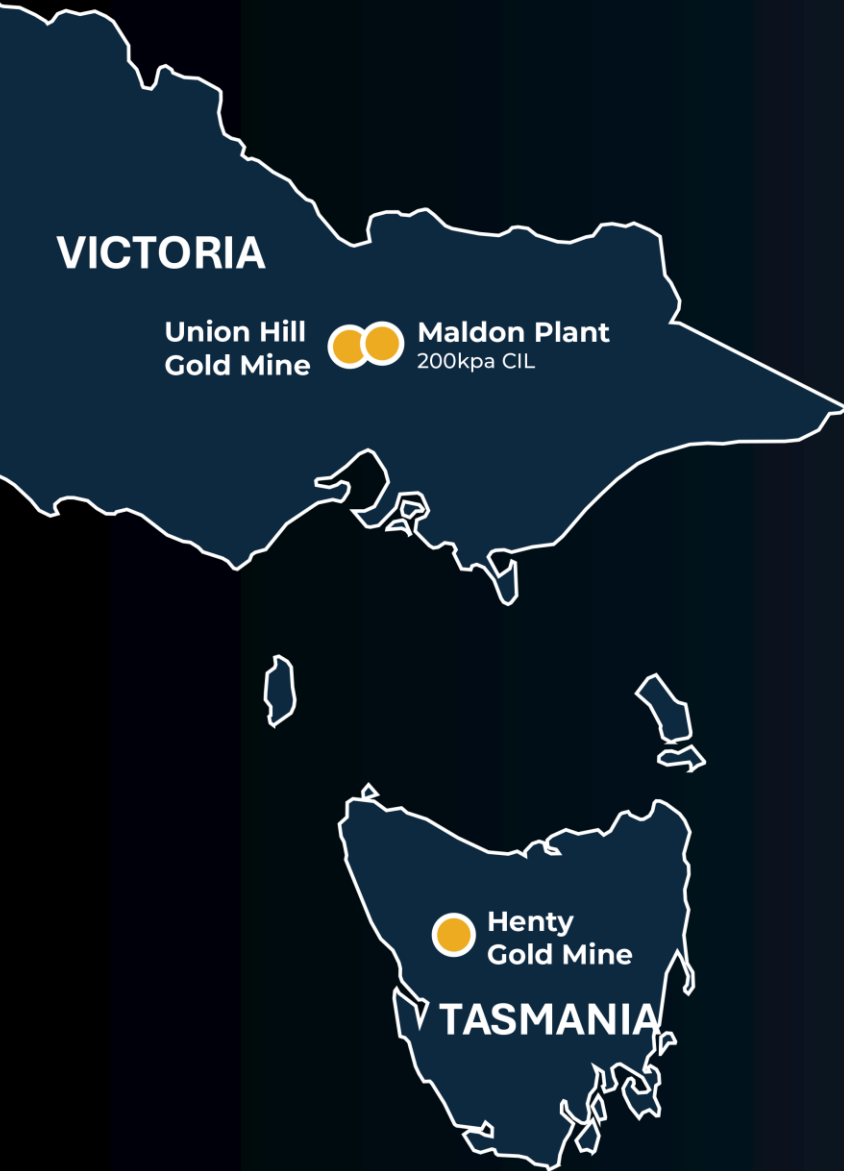 VICTORIA
Union Hill
Gold Mine
Maldon Plant
200kpa CIL
Henty
Gold Mine
TASMANIA